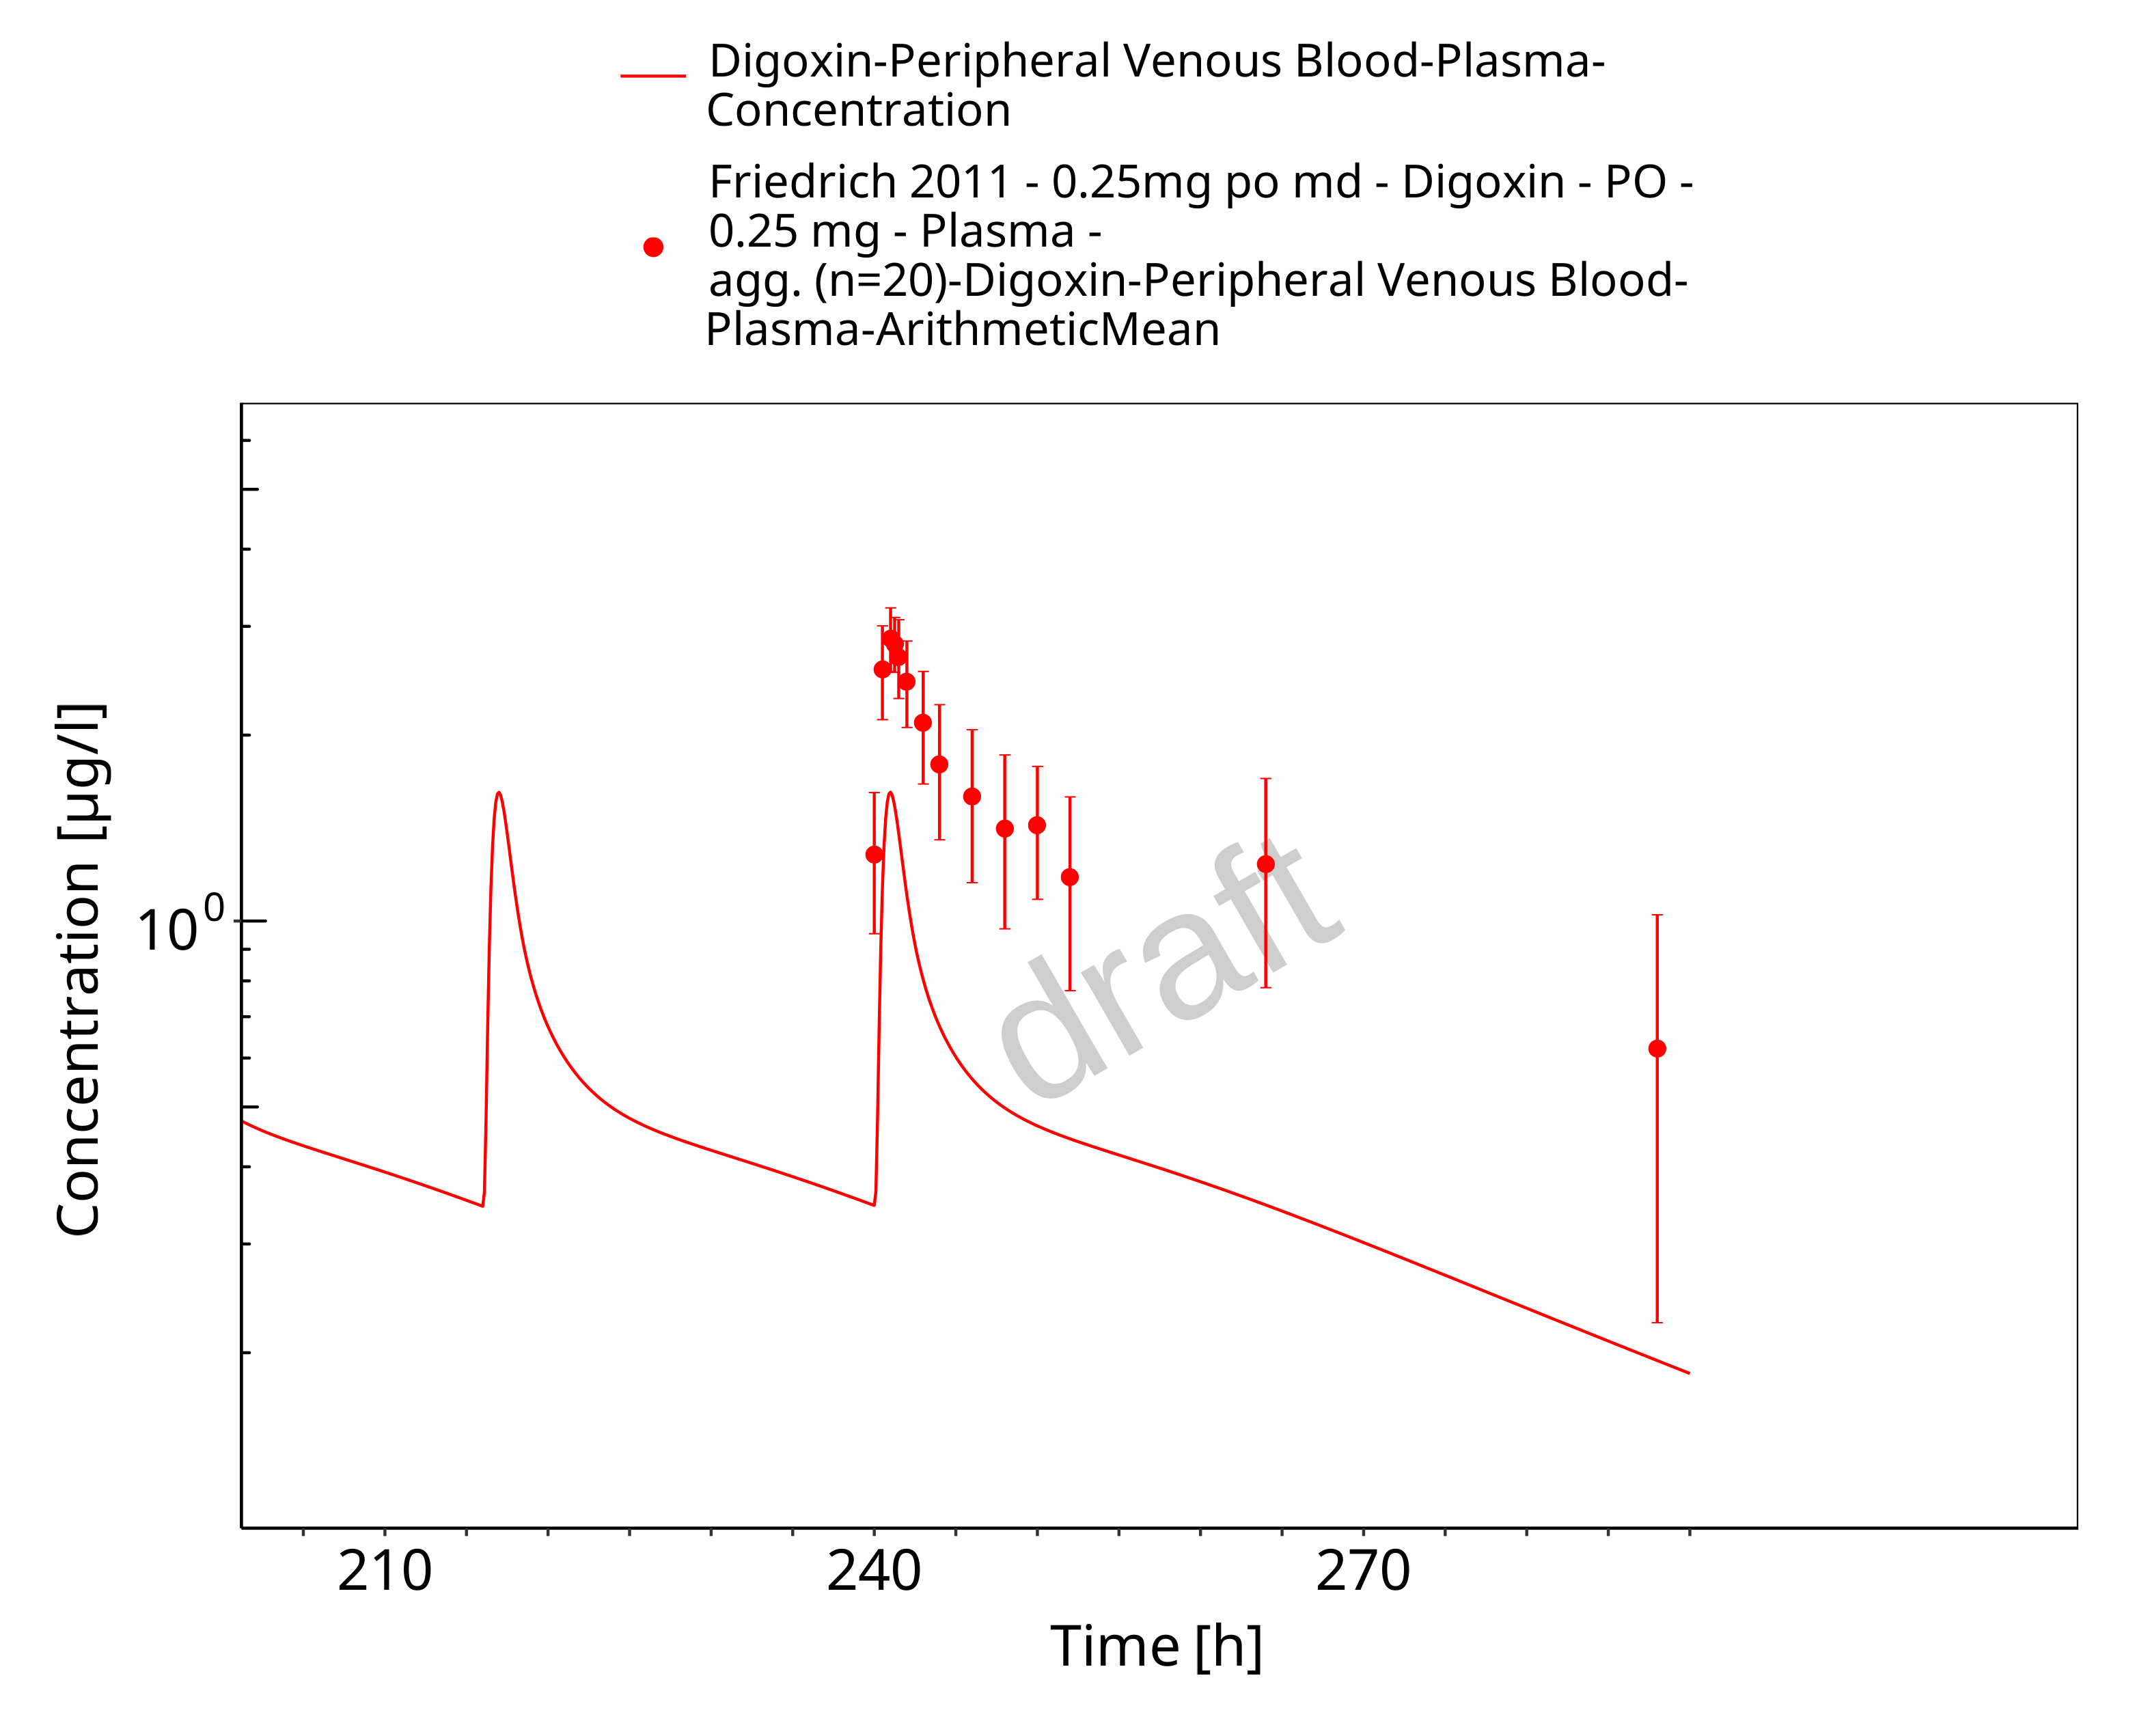 Digoxin-Peripheral Venous Blood-Plasma-
Concentration
Friedrich 2011 - 0.25mg po md - Digoxin - PO -
0.25 mg - Plasma -
agg. (n=20)-Digoxin-Peripheral Venous Blood-
Plasma-ArithmeticMean
Concentration [µg/l]
10⁰
draft
210 240 270
Time [h]